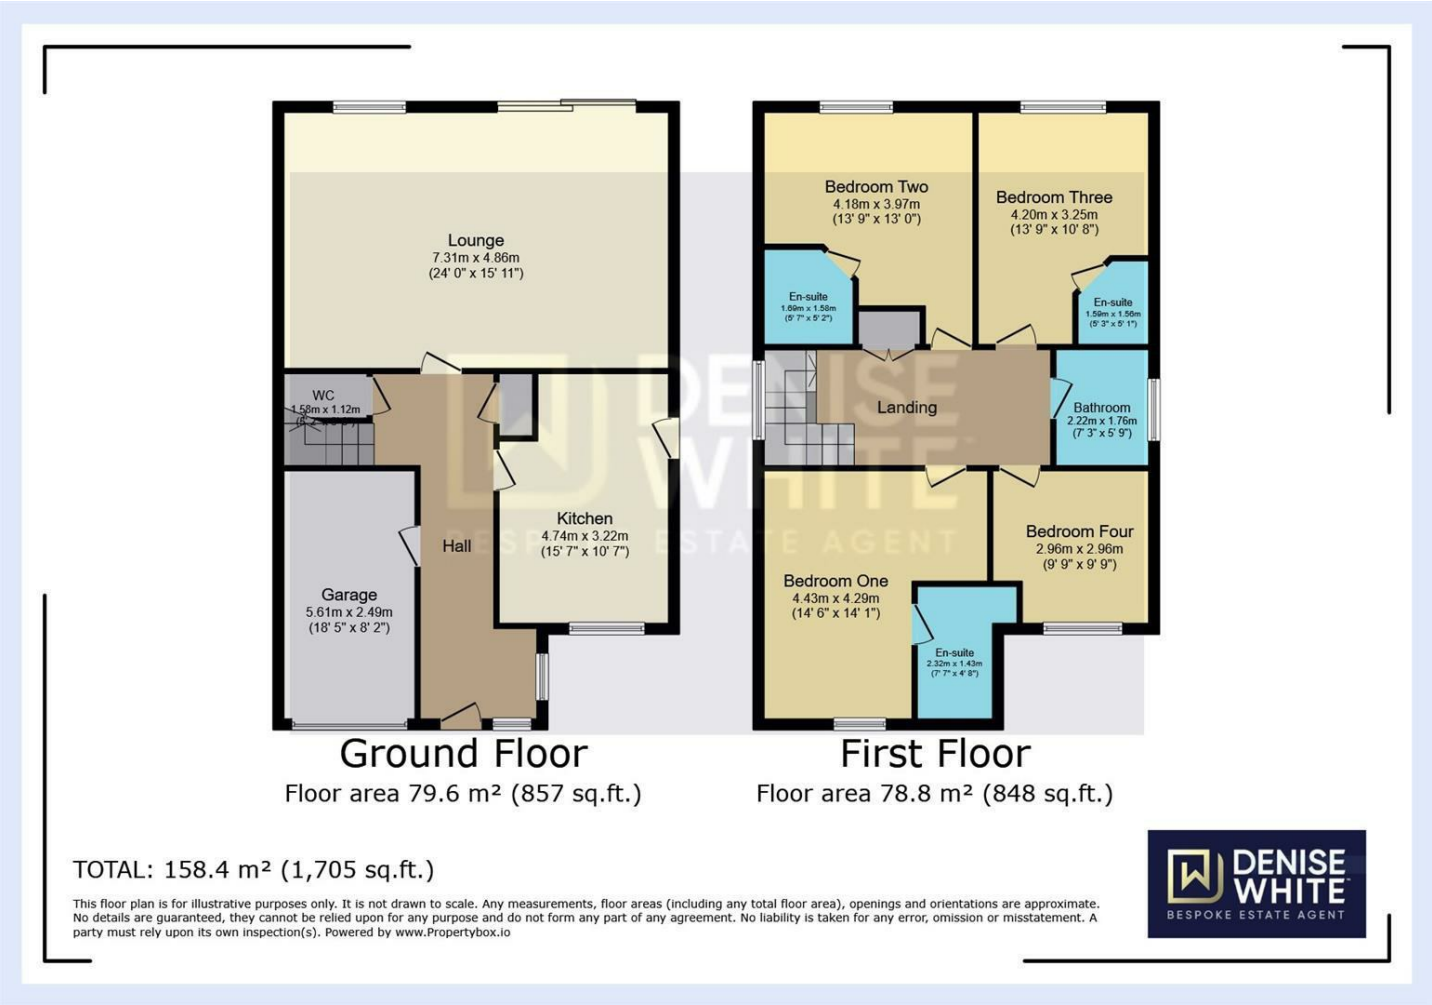 Lounge
7.31m x 4.86m
(24' 0" x 15' 11")
WC
1.58m x 1.12m
Kitchen
4.74m x 3.22m
(15' 7" x 10' 7")
Hall
Garage
5.61m x 2.49m
(18' 5" x 8' 2")
Bedroom Two
4.18m x 3.97m
(13' 9" x 13' 0")
Bedroom Three
4.20m x 3.25m
(13' 9" x 10' 8")
En-suite
1.69m x 1.58m
(5' 7" x 5' 2")
En-suite
1.59m x 1.56m
(5' 3" x 5' 1")
Landing
Bathroom
2.22m x 1.76m
(7' 3" x 5' 9")
Bedroom One
4.43m x 4.29m
(14' 6" x 14' 1")
Bedroom Four
2.96m x 2.96m
(9' 9" x 9' 9")
En-suite
2.32m x 1.43m
(7' 7" x 4' 8")
DENISE
WHITE
BESPOKE ESTATE AGENT
Ground Floor
Floor area 79.6 m² (857 sq.ft.)
First Floor
Floor area 78.8 m² (848 sq.ft.)
TOTAL: 158.4 m² (1,705 sq.ft.)
This floor plan is for illustrative purposes only. It is not drawn to scale. Any measurements, floor areas (including any total floor area), openings and orientations are approximate.
No details are guaranteed, they cannot be relied upon for any purpose and do not form any part of any agreement. No liability is taken for any error, omission or misstatement. A
party must rely upon its own inspection(s). Powered by www.Propertybox.io
DENISE
WHITE™
BESPOKE ESTATE AGENT